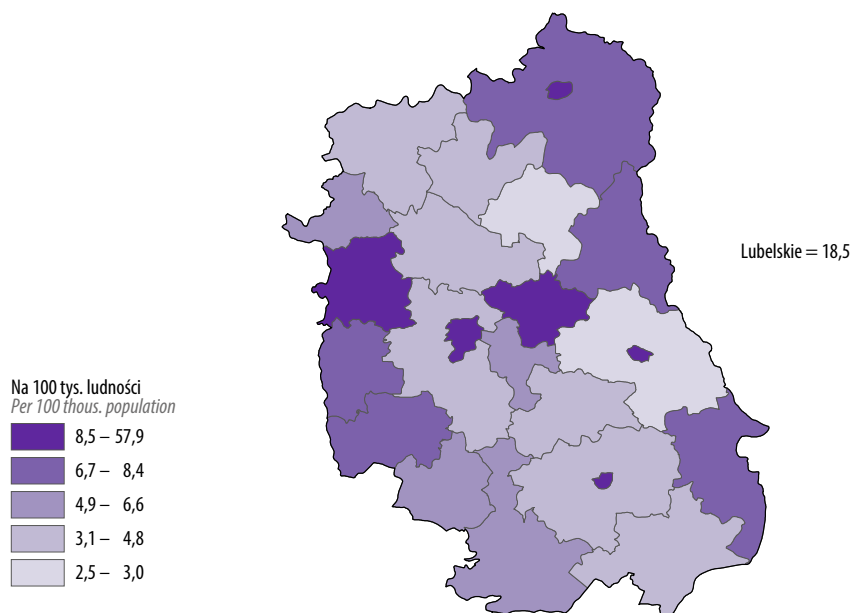 Lubelskie = 18,5
Na 100 tys. ludności
Per 100 thous. population
8,5 – 57,9
6,7 – 8,4
4,9 – 6,6
3,1 – 4,8
2,5 – 3,0